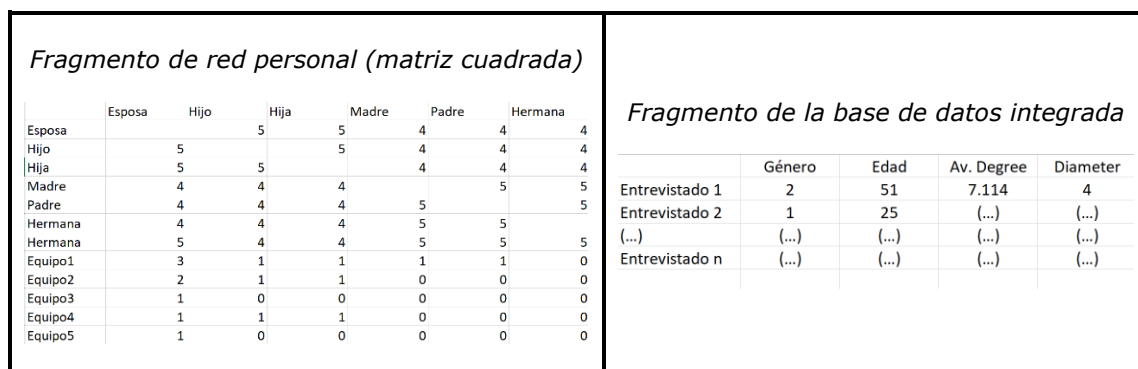 Fragmento de red personal (matriz cuadrada)
Esposa Hijo Hija Madre Padre Hermana
Esposa 5 5 4 4 4
Hijo 5 5 4 4 4
Hija 5 5 4 4 4
Madre 4 4 4 5 5
Padre 4 4 4 5 5
Hermana 4 4 4 5 5
Hermana 5 4 4 5 5 5
Equipo1 3 1 1 1 1 0
Equipo2 2 1 1 0 0 0
Equipo3 1 0 0 0 0 0
Equipo4 1 1 1 0 0 0
Equipo5 1 0 0 0 0 0
Fragmento de la base de datos integrada
Género Edad Av. Degree Diameter
Entrevistado 1 2 51 7.114 4
Entrevistado 2 1 25 (...) (...)
(...) (...) (...) (...) (...)
Entrevistado n (...) (...) (...) (...)